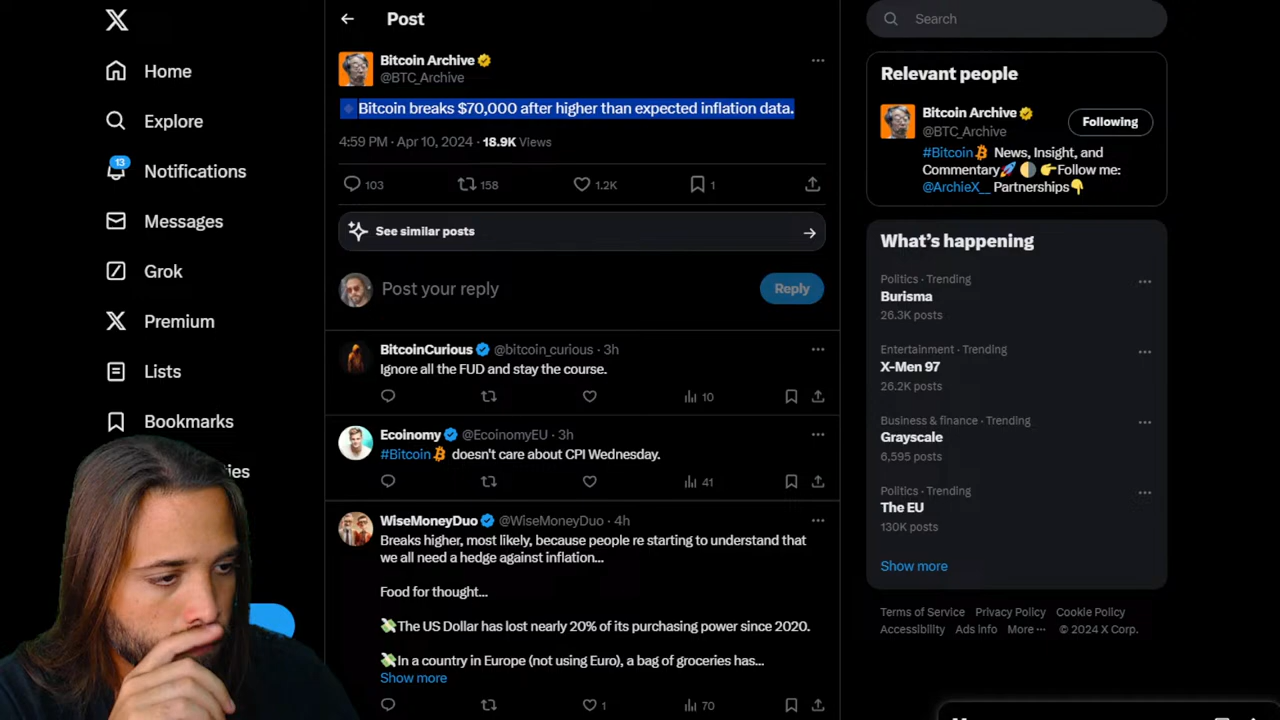 Home
Explore
13
Notifications
Messages
Grok
Premium
Lists
Bookmarks
ies
Post
Bitcoin Archive
@BTC_Archive
Bitcoin breaks $70,000 after higher than expected inflation data.
4:59 PM · Apr 10, 2024 · 18.9K Views
103 158 1.2K 1
See similar posts
Post your reply
Reply
BitcoinCurious @bitcoin_curious · 3h
Ignore all the FUD and stay the course.
10
Ecoinomy @EcoinomyEU · 3h
#Bitcoin doesn't care about CPI Wednesday.
41
WiseMoneyDuo @WiseMoneyDuo · 4h
Breaks higher, most likely, because people re starting to understand that
we all need a hedge against inflation...
Food for thought...
💸The US Dollar has lost nearly 20% of its purchasing power since 2020.
💸In a country in Europe (not using Euro), a bag of groceries has...
Show more
1 70
Search
Relevant people
Bitcoin Archive
Following
@BTC_Archive
#Bitcoin News, Insight, and
Commentary🚀 🌗 👉Follow me:
@ArchieX__ Partnerships👇
What's happening
Politics · Trending
Burisma
26.3K posts
Entertainment · Trending
X-Men 97
26.2K posts
Business & finance · Trending
Grayscale
6,595 posts
Politics · Trending
The EU
130K posts
Show more
Terms of Service Privacy Policy Cookie Policy
Accessibility Ads info More ··· © 2024 X Corp.